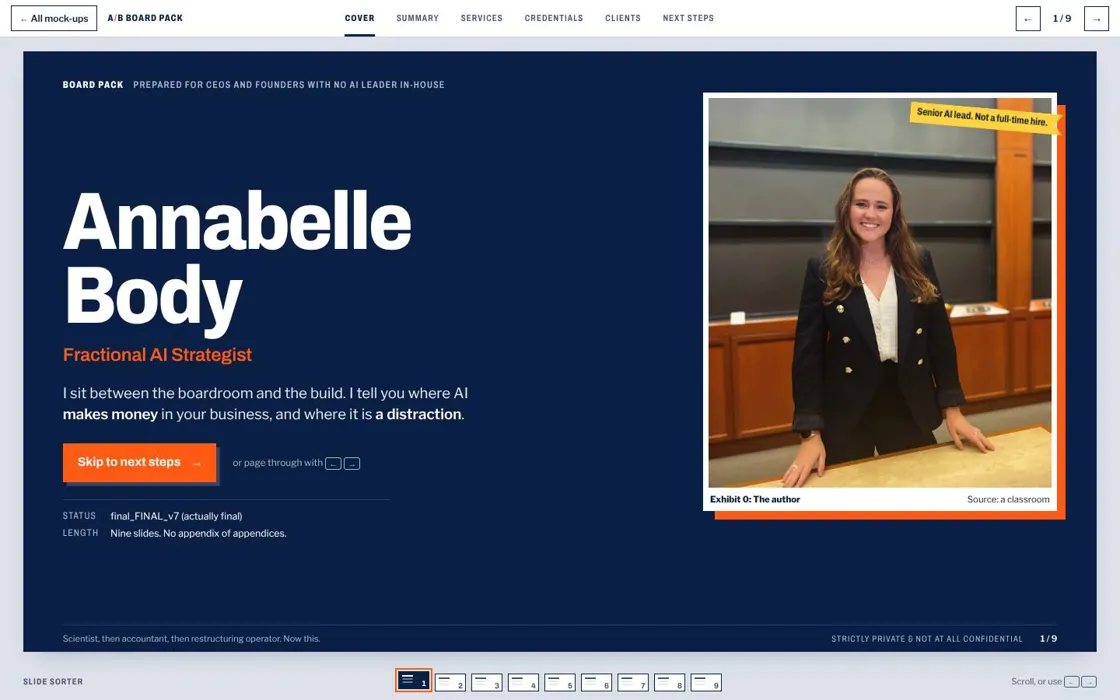 ← All mock-ups
A/B BOARD PACK
COVER
SUMMARY
SERVICES
CREDENTIALS
CLIENTS
NEXT STEPS
←
1 / 9
→
BOARD PACK PREPARED FOR CEOS AND FOUNDERS WITH NO AI LEADER IN-HOUSE
Senior AI lead. Not a full-time hire.
Annabelle
Body
Fractional AI Strategist
I sit between the boardroom and the build. I tell you where AI
makes money in your business, and where it is a distraction.
Skip to next steps →
or page through with ← →
STATUS final_FINAL_v7 (actually final)
LENGTH Nine slides. No appendix of appendices.
Exhibit 0: The author
Source: a classroom
Scientist, then accountant, then restructuring operator. Now this.
STRICTLY PRIVATE & NOT AT ALL CONFIDENTIAL 1 / 9
SLIDE SORTER
1
2
3
4
5
6
7
8
9
Scroll, or use ← →